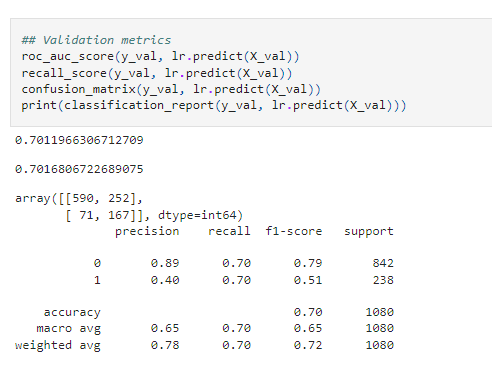 ## Validation metrics
roc_auc_score(y_val, lr.predict(X_val))
recall_score(y_val, lr.predict(X_val))
confusion_matrix(y_val, lr.predict(X_val))
print(classification_report(y_val, lr.predict(X_val)))
0.7011966306712709
0.7016806722689075
array([[590, 252],
[ 71, 167]], dtype=int64)
precision recall f1-score support
0 0.89 0.70 0.79 842
1 0.40 0.70 0.51 238
accuracy 0.70 1080
macro avg 0.65 0.70 0.65 1080
weighted avg 0.78 0.70 0.72 1080